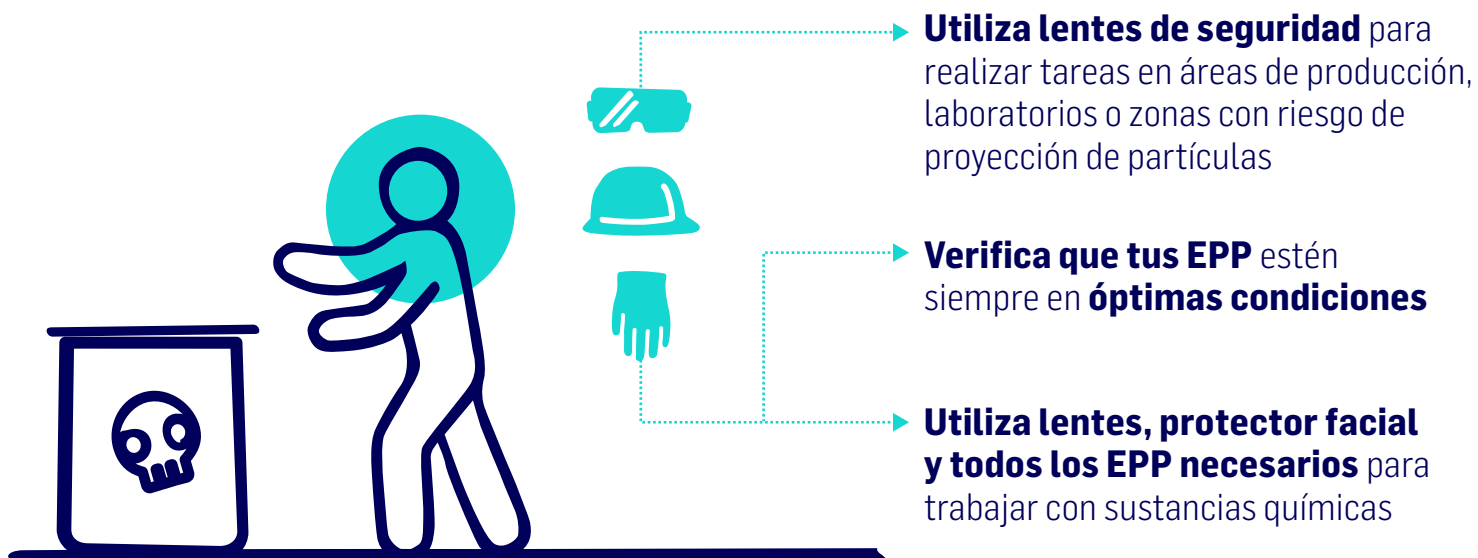 Utiliza lentes de seguridad para
realizar tareas en áreas de producción,
laboratorios o zonas con riesgo de
proyección de partículas
Verifica que tus EPP estén
siempre en óptimas condiciones
Utiliza lentes, protector facial
y todos los EPP necesarios para
trabajar con sustancias químicas